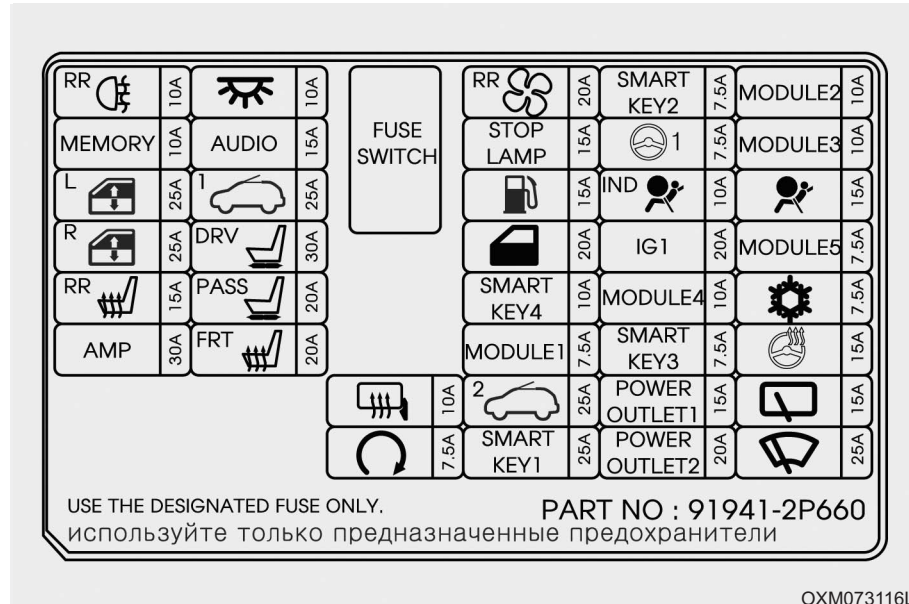 RR 10A 10A RR 20A SMART KEY2 7.5A MODULE2 10A
MEMORY 10A AUDIO 15A FUSE SWITCH STOP LAMP 15A 1 7.5A MODULE3 10A
L 25A 1 25A 15A IND 10A 15A
R 25A DRV 30A 20A IG1 20A MODULE5 7.5A
RR 15A PASS 20A SMART KEY4 10A MODULE4 10A 7.5A
AMP 30A FRT 20A MODULE1 7.5A SMART KEY3 7.5A 15A
10A 2 25A POWER OUTLET1 15A 15A
7.5A SMART KEY1 25A POWER OUTLET2 20A 25A
USE THE DESIGNATED FUSE ONLY. PART NO : 91941-2P660
используйте только предназначенные предохранители
OXM073116L